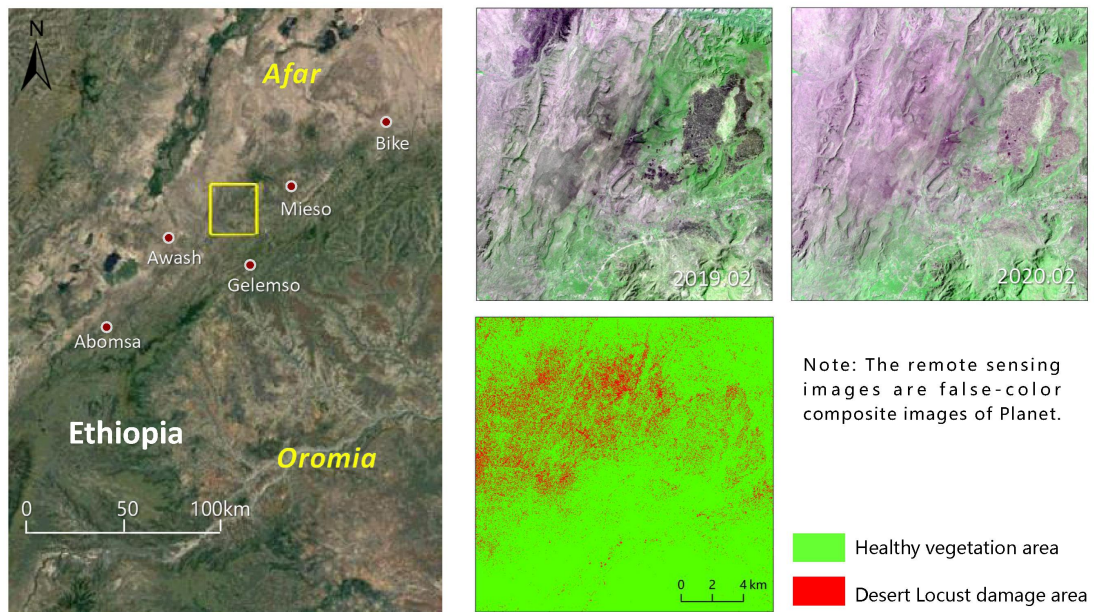 N
Afar
Bike
Mieso
Awash
Gelemso
Abomsa
Ethiopia
Oromia
0 50 100km
2019.02
2020.02
0 2 4 km
Note: The remote sensing
images are false-color
composite images of Planet.
Healthy vegetation area
Desert Locust damage area